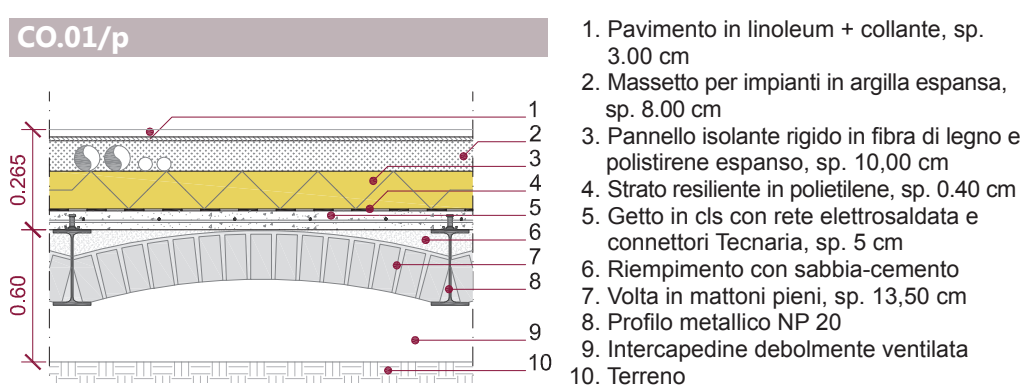 CO.01/p
0.265
0.60
1
2
3
4
5
6
7
8
9
10
1. Pavimento in linoleum + collante, sp.
3.00 cm
2. Massetto per impianti in argilla espansa,
sp. 8.00 cm
3. Pannello isolante rigido in fibra di legno e
polistirene espanso, sp. 10,00 cm
4. Strato resiliente in polietilene, sp. 0.40 cm
5. Getto in cls con rete elettrosaldata e
connettori Tecnaria, sp. 5 cm
6. Riempimento con sabbia-cemento
7. Volta in mattoni pieni, sp. 13,50 cm
8. Profilo metallico NP 20
9. Intercapedine debolmente ventilata
10. Terreno